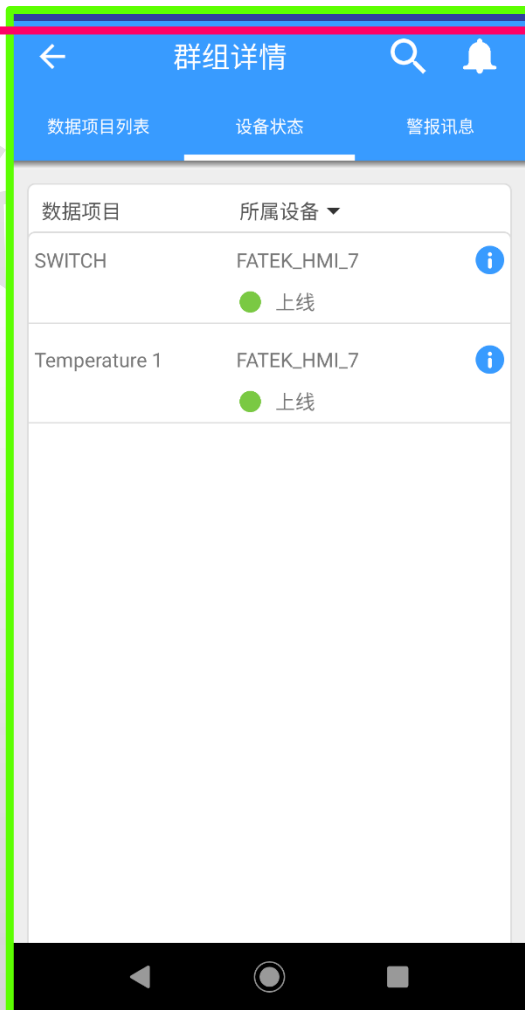 群组详情
数据项目列表 设备状态 警报讯息
数据项目 所属设备
SWITCH FATEK_HMI_7
上线
Temperature 1 FATEK_HMI_7
上线